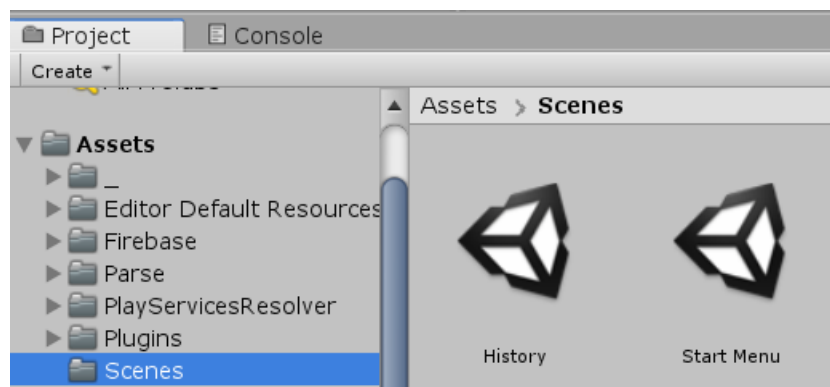 Project
Console
Create
Assets > Scenes
Assets
_
Editor Default Resources
Firebase
Parse
PlayServicesResolver
Plugins
Scenes
History
Start Menu